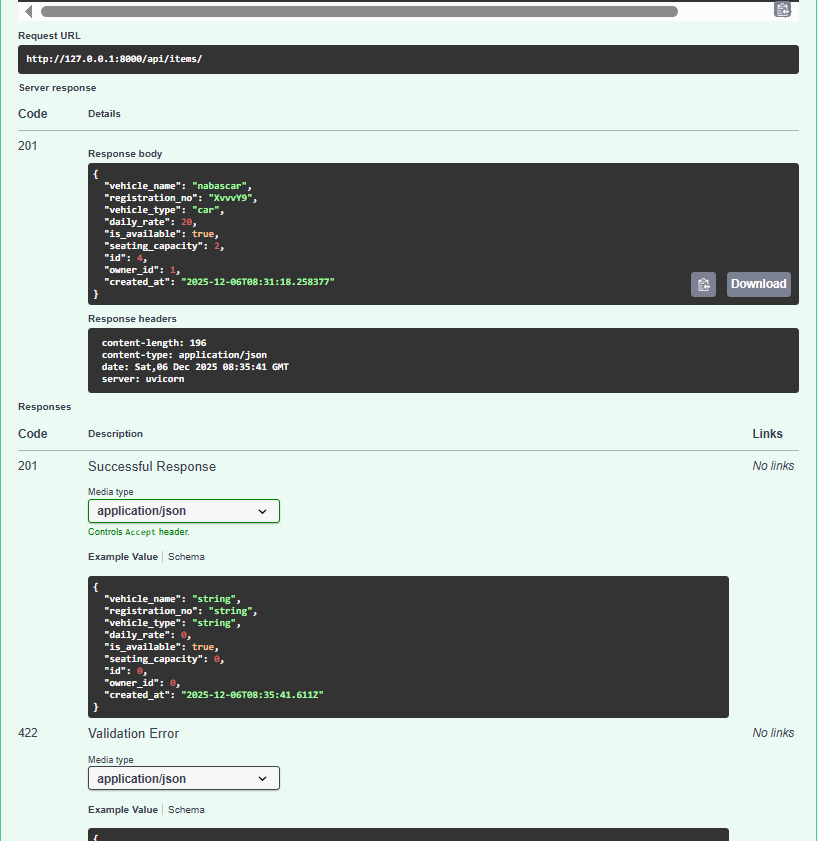 Request URL
http://127.0.0.1:8000/api/items/
Server response
Code Details
201
Response body
{
"vehicle_name": "nabascar",
"registration_no": "XvvvY9",
"vehicle_type": "car",
"daily_rate": 20,
"is_available": true,
"seating_capacity": 2,
"id": 4,
"owner_id": 1,
"created_at": "2025-12-06T08:31:18.258377"
}
Download
Response headers
content-length: 196
content-type: application/json
date: Sat,06 Dec 2025 08:35:41 GMT
server: uvicorn
Responses
Code Description Links
201 Successful Response No links
Media type
application/json
Controls Accept header.
Example Value | Schema
{
"vehicle_name": "string",
"registration_no": "string",
"vehicle_type": "string",
"daily_rate": 0,
"is_available": true,
"seating_capacity": 0,
"id": 0,
"owner_id": 0,
"created_at": "2025-12-06T08:35:41.611Z"
}
422 Validation Error No links
Media type
application/json
Example Value | Schema
{